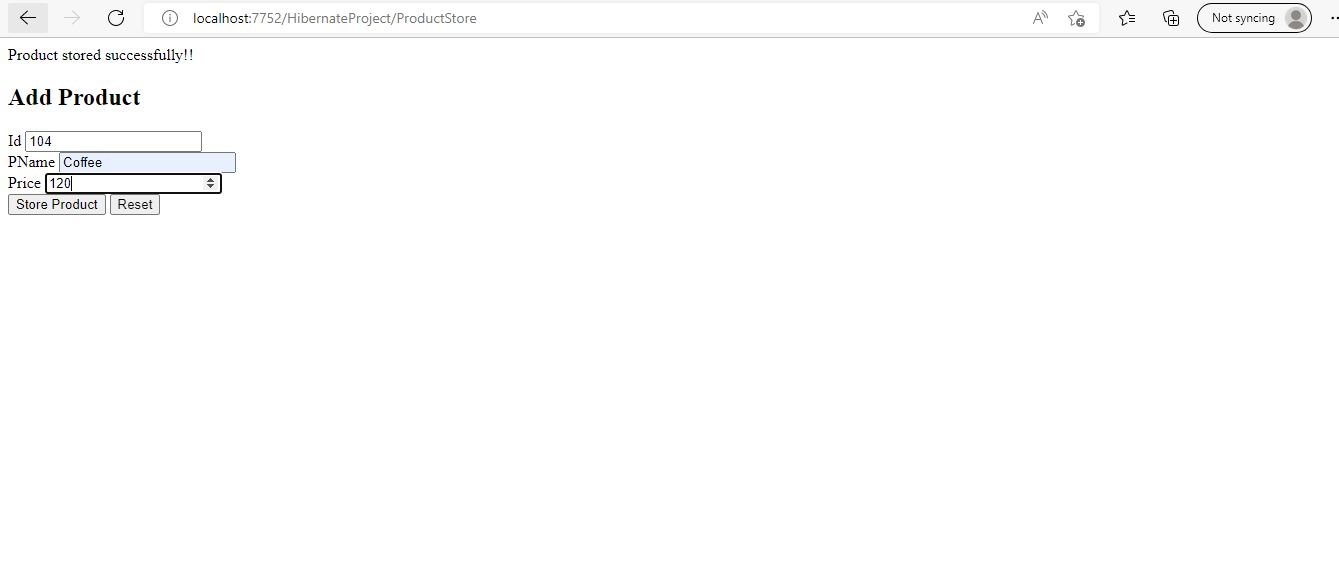 localhost:7752/HibernateProject/ProductStore
Not syncing
Product stored successfully!!
Add Product
Id 104
PName Coffee
Price 120
Store Product Reset